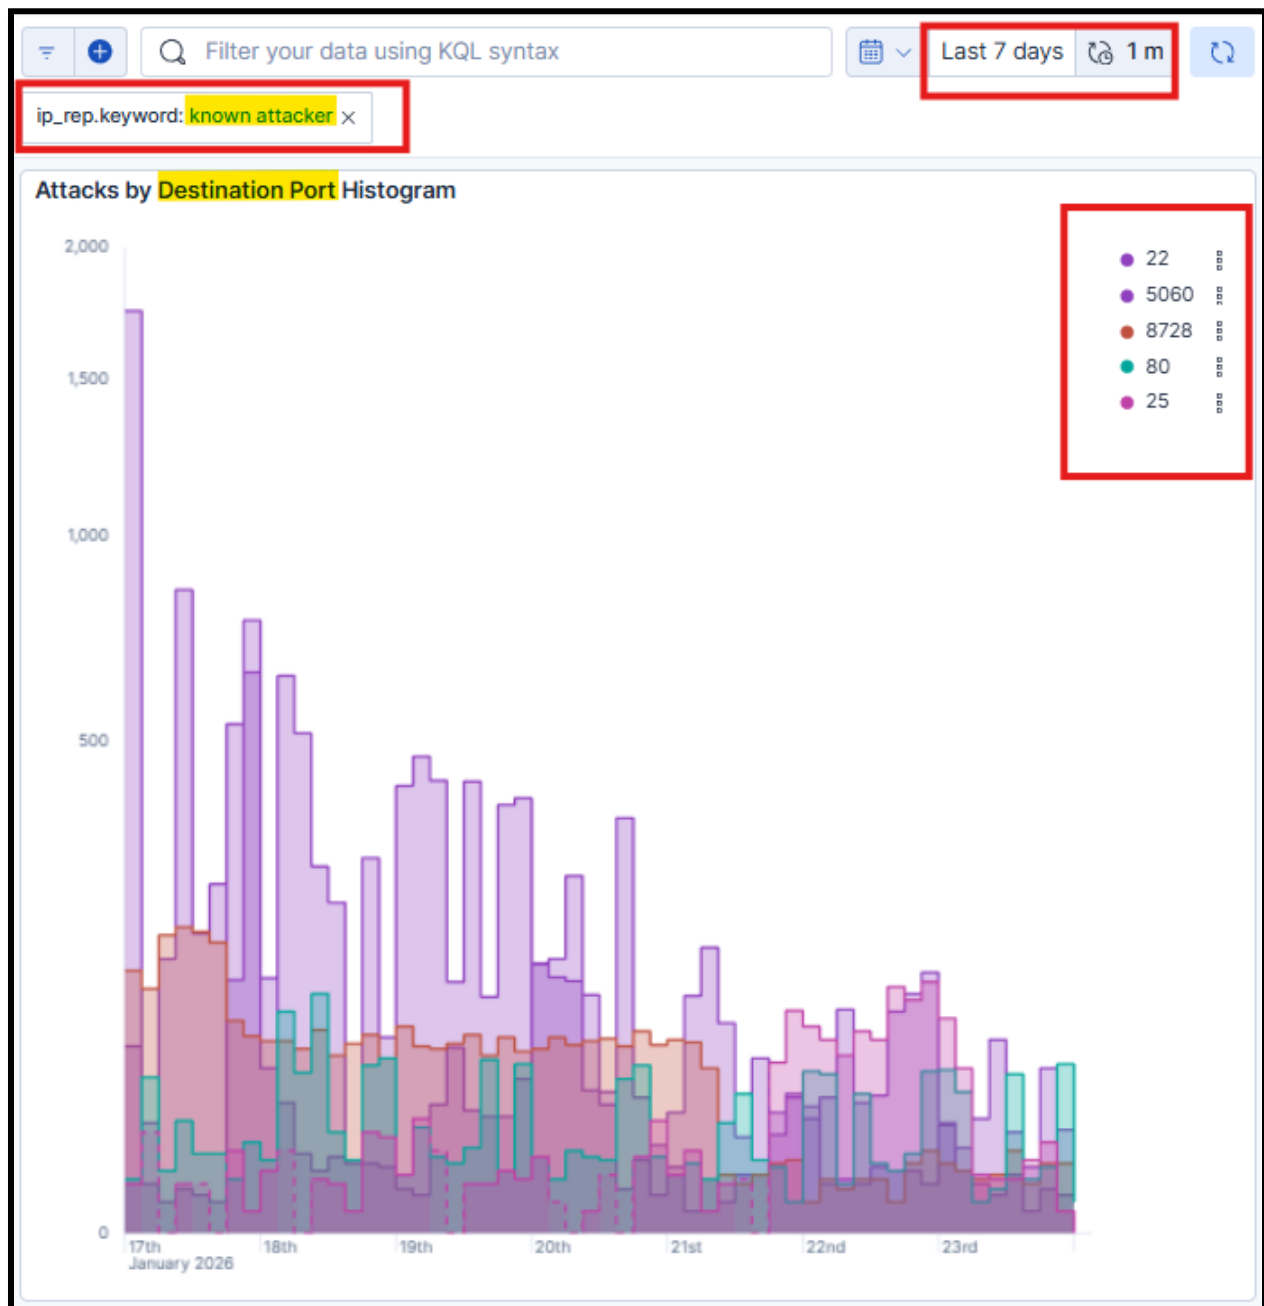 Filter your data using KQL syntax
Last 7 days
1 m
ip_rep.keyword: known attacker ×
Attacks by Destination Port Histogram
22
5060
8728
80
25
2,000
1,500
1,000
500
0
17th 18th 19th 20th 21st 22nd 23rd
January 2026